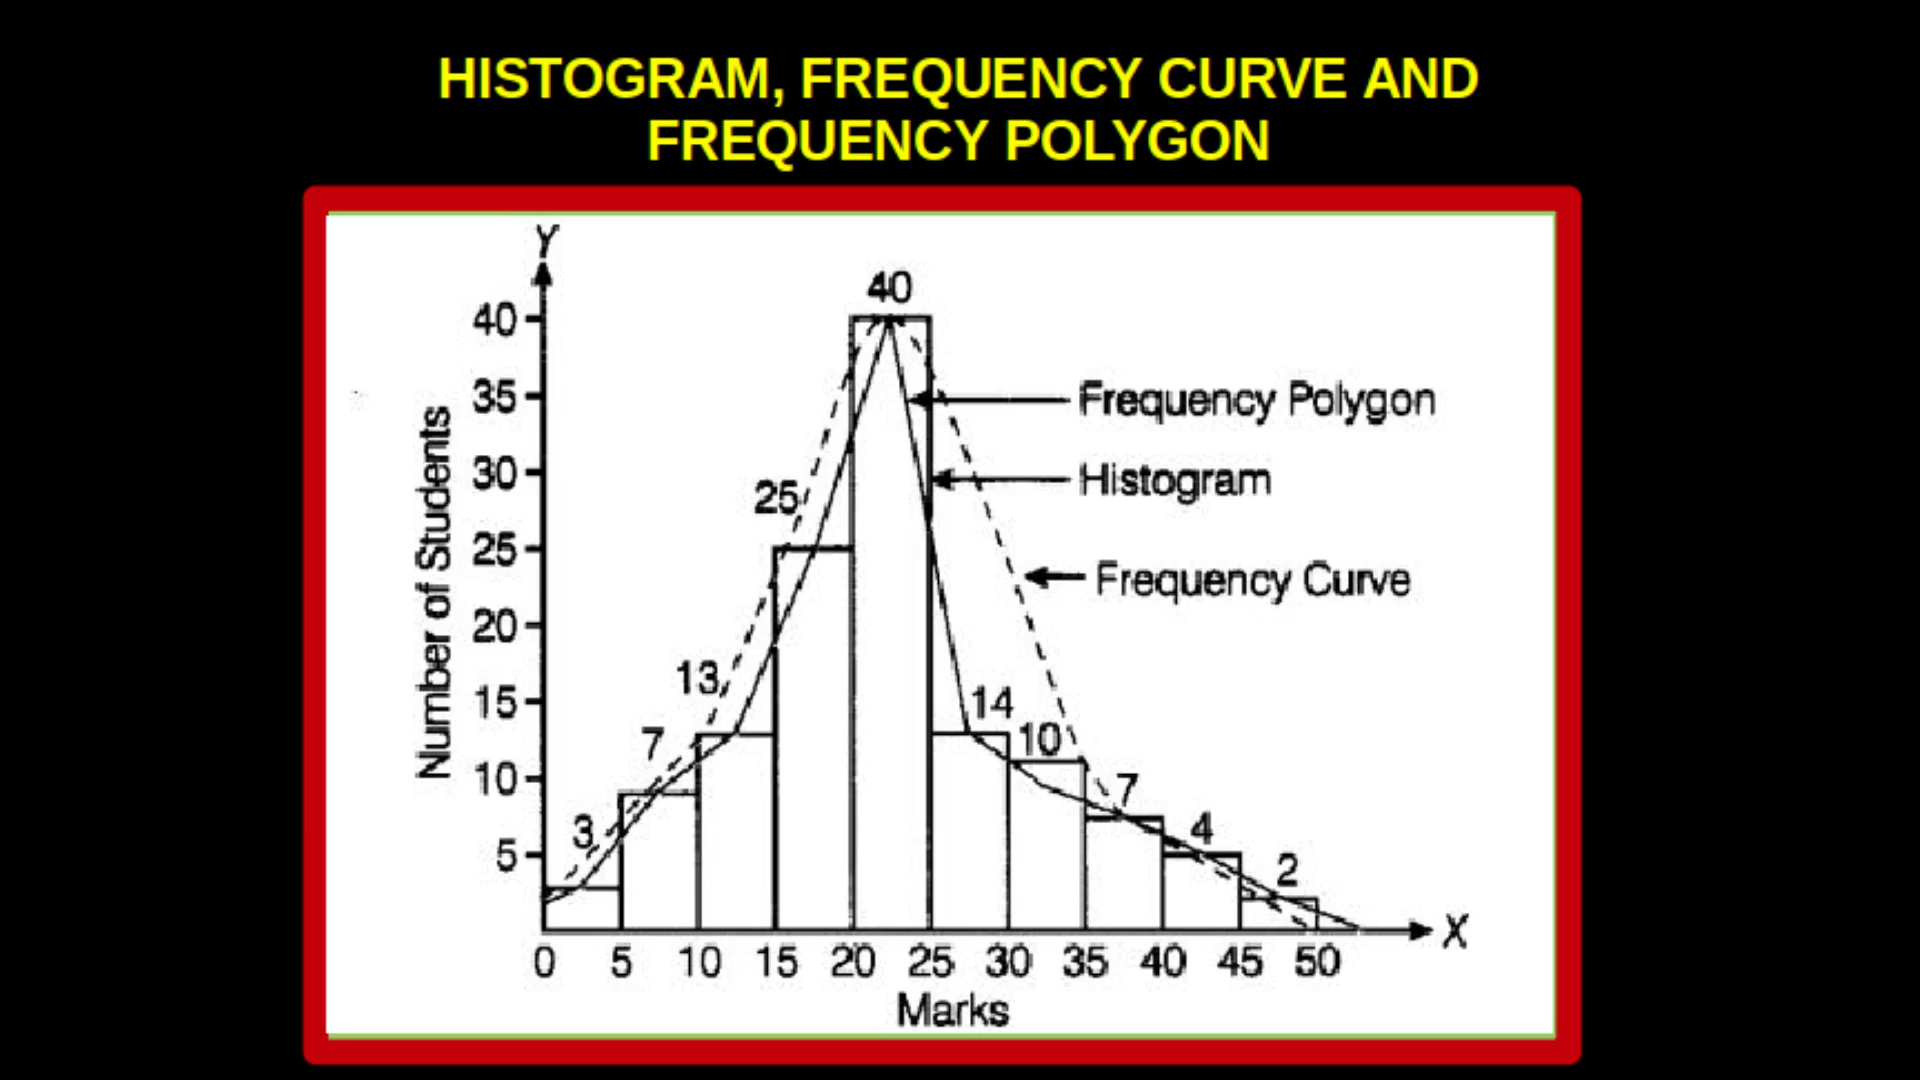 HISTOGRAM, FREQUENCY CURVE AND
FREQUENCY POLYGON
Y
40
40
35
Frequency Polygon
30
Histogram
25
25
Frequency Curve
20
13
15
14
7
10
10
7
3
5
4
2
X
0 5 10 15 20 25 30 35 40 45 50
Number of Students
Marks